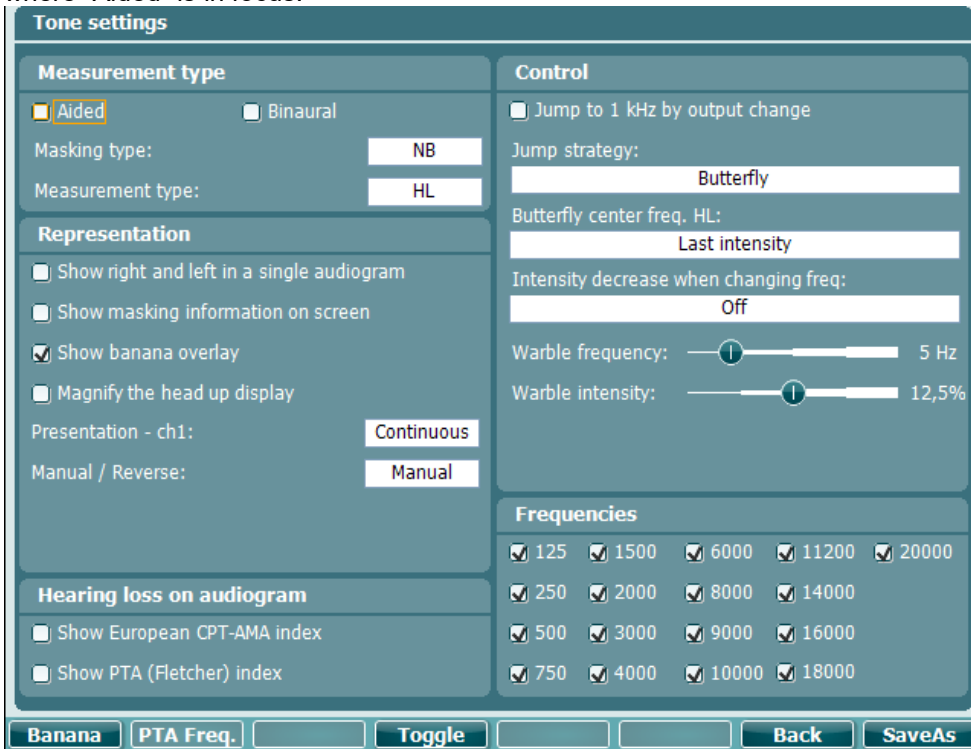 Tone settings
Measurement type
Aided
Binaural
Masking type:
NB
Measurement type:
HL
Representation
Show right and left in a single audiogram
Show masking information on screen
Show banana overlay
Magnify the head up display
Presentation - ch1:
Continuous
Manual / Reverse:
Manual
Hearing loss on audiogram
Show European CPT-AMA index
Show PTA (Fletcher) index
Control
Jump to 1 kHz by output change
Jump strategy:
Butterfly
Butterfly center freq. HL:
Last intensity
Intensity decrease when changing freq:
Off
Warble frequency:
5 Hz
Warble intensity:
12,5%
Frequencies
125 1500 6000 11200 20000
250 2000 8000 14000
500 3000 9000 16000
750 4000 10000 18000
Banana PTA Freq. Toggle Back SaveAs